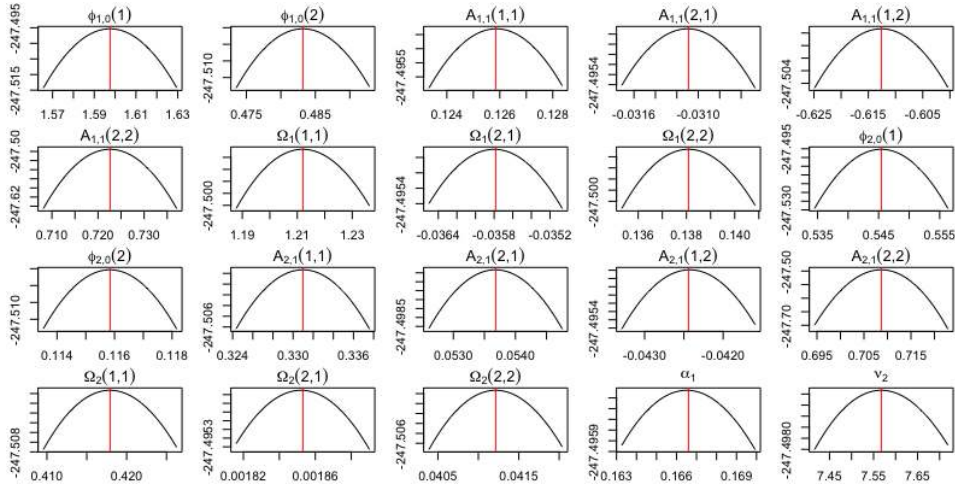 ϕ1,0(1) ϕ1,0(2) A1,1(1,1) A1,1(2,1) A1,1(1,2)
-247.515 -247.495 -247.510 -247.4955 -247.4954 -247.504
1.57 1.59 1.61 1.63 0.475 0.485 0.124 0.126 0.128 -0.0316 -0.0310 -0.625 -0.615 -0.605
A1,1(2,2) Ω1(1,1) Ω1(2,1) Ω1(2,2) ϕ2,0(1)
-247.62 -247.50 -247.500 -247.4954 -247.500 -247.530 -247.495
0.710 0.720 0.730 1.19 1.21 1.23 -0.0364 -0.0358 -0.0352 0.136 0.138 0.140 0.535 0.545 0.555
ϕ2,0(2) A2,1(1,1) A2,1(2,1) A2,1(1,2) A2,1(2,2)
-247.510 -247.506 -247.4985 -247.4954 -247.70 -247.50
0.114 0.116 0.118 0.324 0.330 0.336 0.0530 0.0540 -0.0430 -0.0420 0.695 0.705 0.715
Ω2(1,1) Ω2(2,1) Ω2(2,2) α1 ν2
-247.508 -247.4953 -247.506 -247.4959 -247.4980
0.410 0.420 0.00182 0.00186 0.0405 0.0415 0.163 0.166 0.169 7.45 7.55 7.65